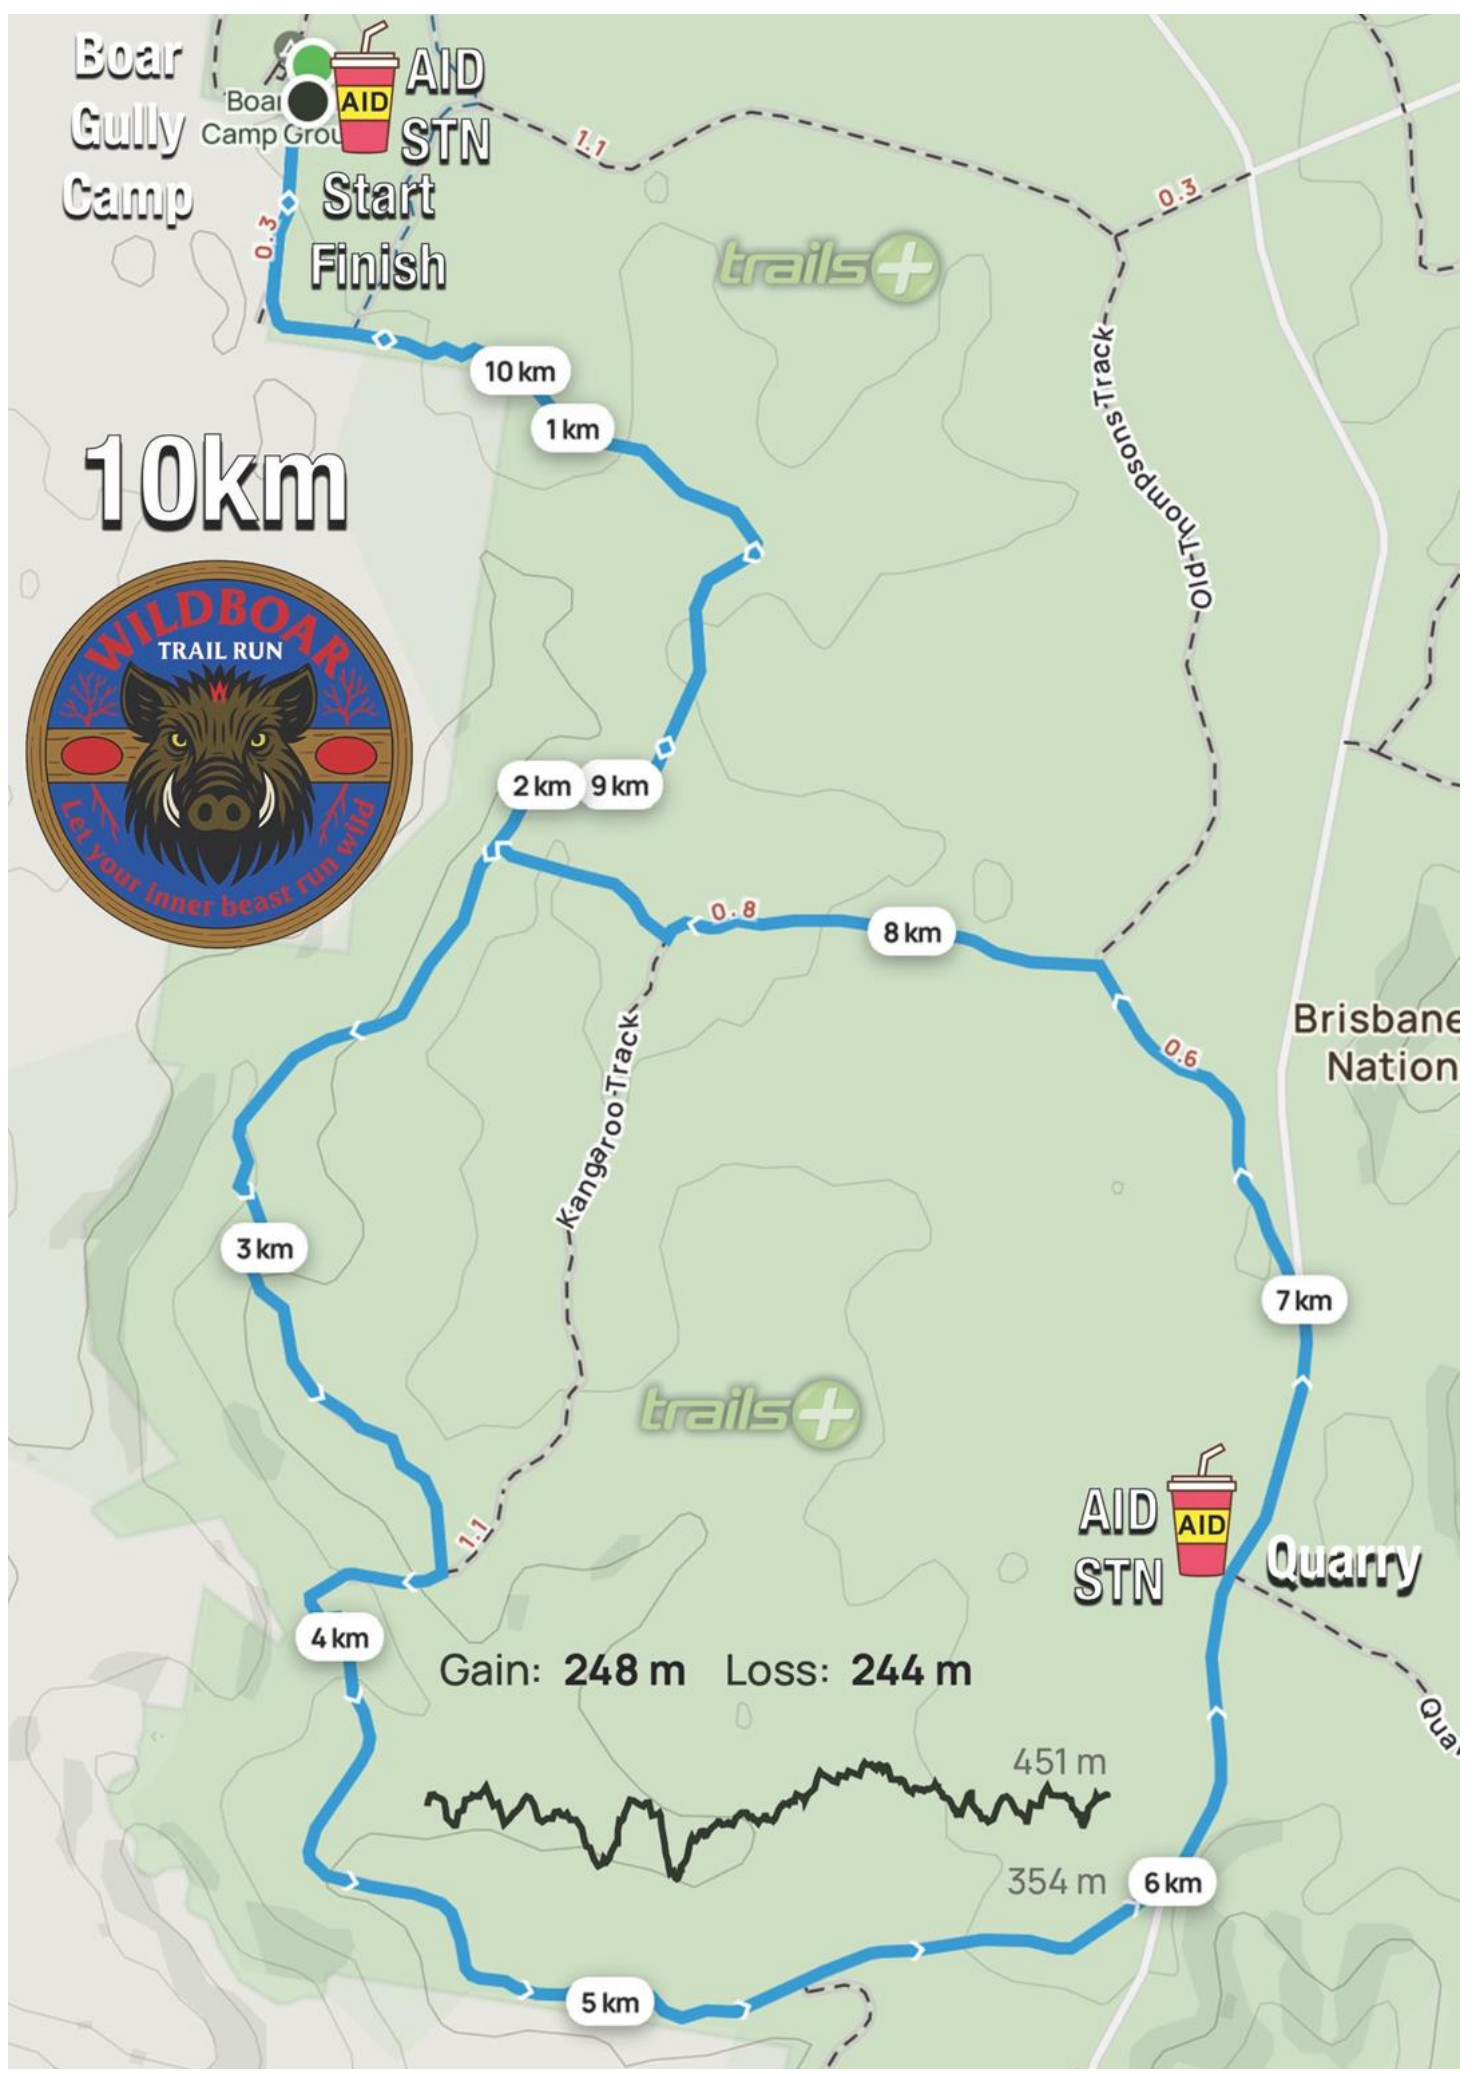 Boar
Gully
Camp
Camp
AID
AID
STN
Start
Finish
1.1
0.3
0.3
trails+
10 km
1 km
Old Thompsons Track
10km
WILDBOAR
TRAIL RUN
W
Let your inner beast run wild
2 km
9 km
0.8
8 km
Brisbane
Nation
0.6
Kangaroo Track
3 km
7 km
trails+
AID
STN
AID
Quarry
1.1
4 km
Gain: 248 m Loss: 244 m
451 m
354 m
6 km
5 km